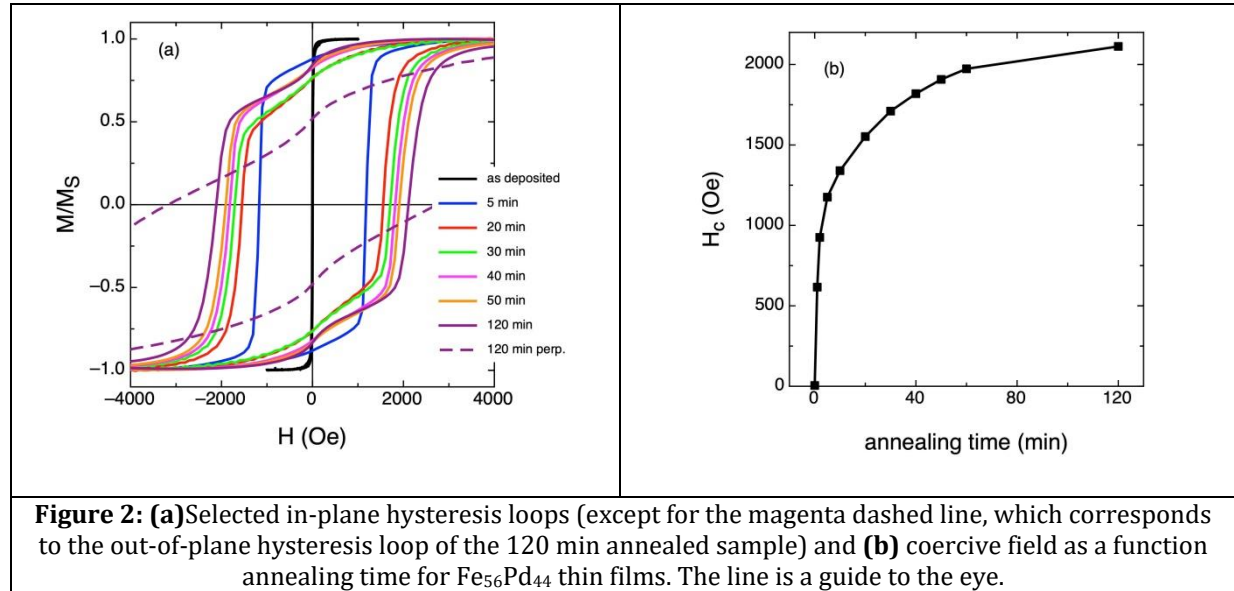 (a)
1.0
0.5
0.0
−0.5
−1.0
M/MS
−4000 −2000 0 2000 4000
H (Oe)
as deposited
5 min
20 min
30 min
40 min
50 min
120 min
120 min perp.
(b)
2000
1500
1000
500
0
Hc (Oe)
0 40 80 120
annealing time (min)
Figure 2: (a)Selected in-plane hysteresis loops (except for the magenta dashed line, which corresponds
to the out-of-plane hysteresis loop of the 120 min annealed sample) and (b) coercive field as a function
annealing time for Fe56Pd44 thin films. The line is a guide to the eye.